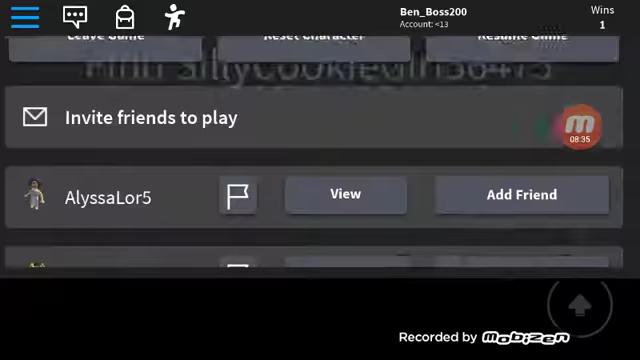 Ben_Boss200
Account: <13
Wins
1
Leave Game
Reset Character
Resume Game
Invite friends to play
08:35
AlyssaLor5
View
Add Friend
Recorded by Mobizen